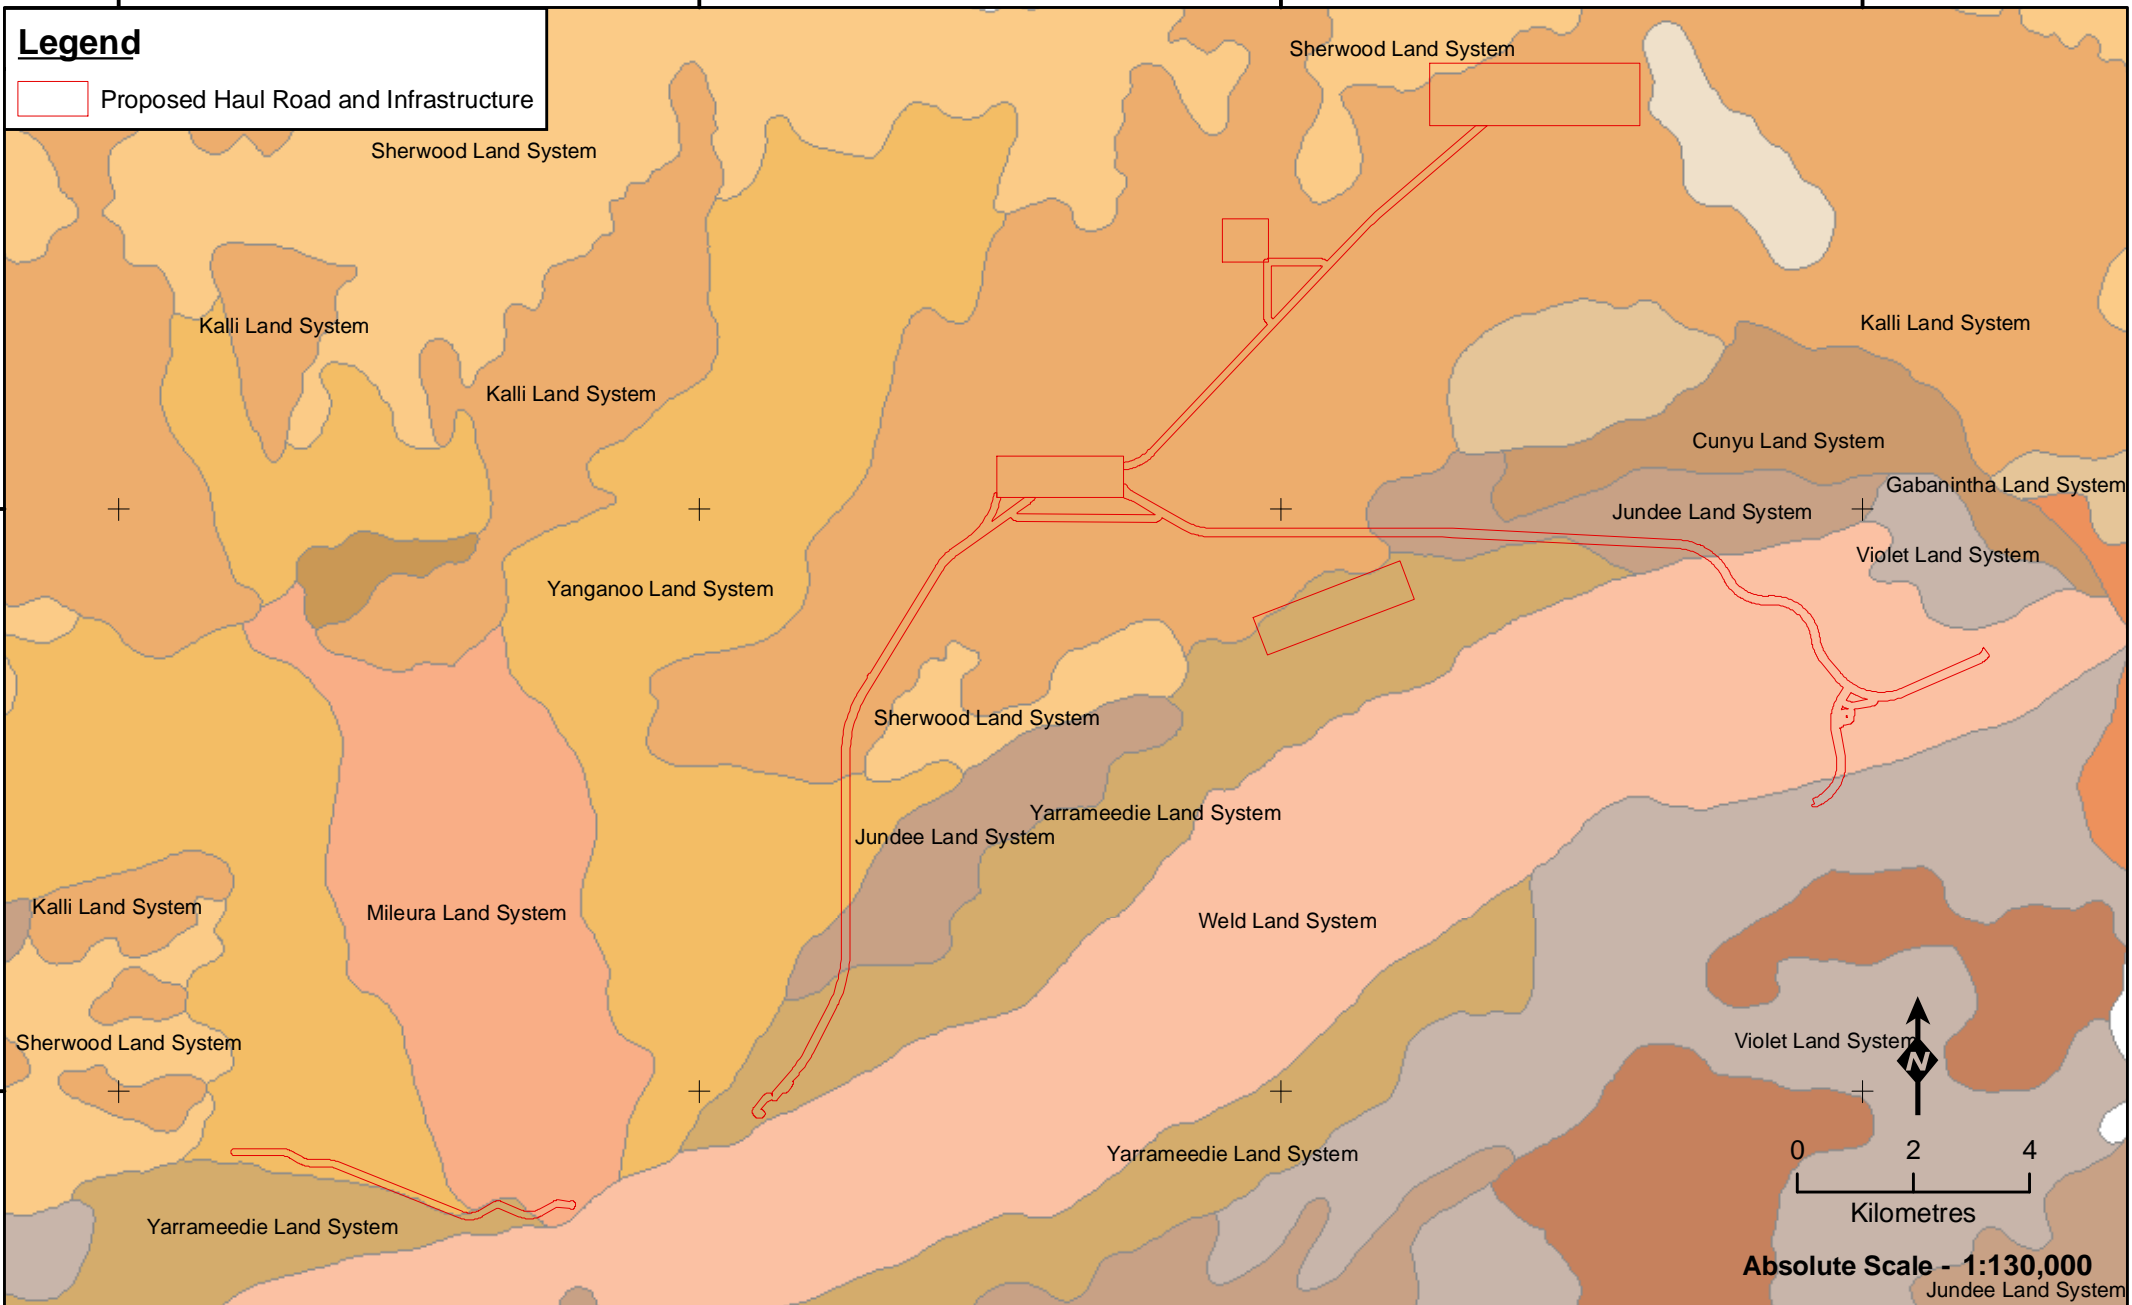 Legend
Proposed Haul Road and Infrastructure
Sherwood Land System
Sherwood Land System
Kalli Land System
Kalli Land System
Kalli Land System
Cunyu Land System
Gabanintha Land System
Jundee Land System
Violet Land System
Yanganoo Land System
Sherwood Land System
Yarrameedie Land System
Jundee Land System
Kalli Land System
Mileura Land System
Weld Land System
Sherwood Land System
Violet Land System
N
Yarrameedie Land System
0 2 4
Kilometres
Yarrameedie Land System
Absolute Scale - 1:130,000
Jundee Land System